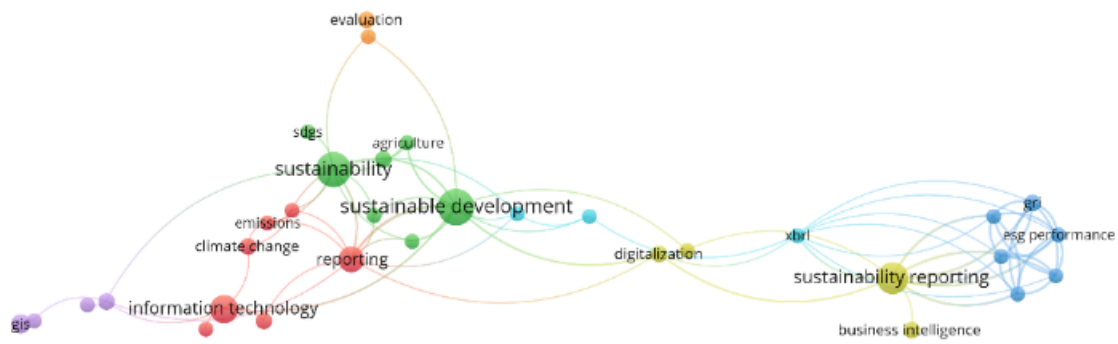 evaluation
sdgs
agriculture
sustainability
sustainable development
gri
emissions
xbrl
esg performance
climate change
digitalization
reporting
sustainability reporting
information technology
gis
business intelligence